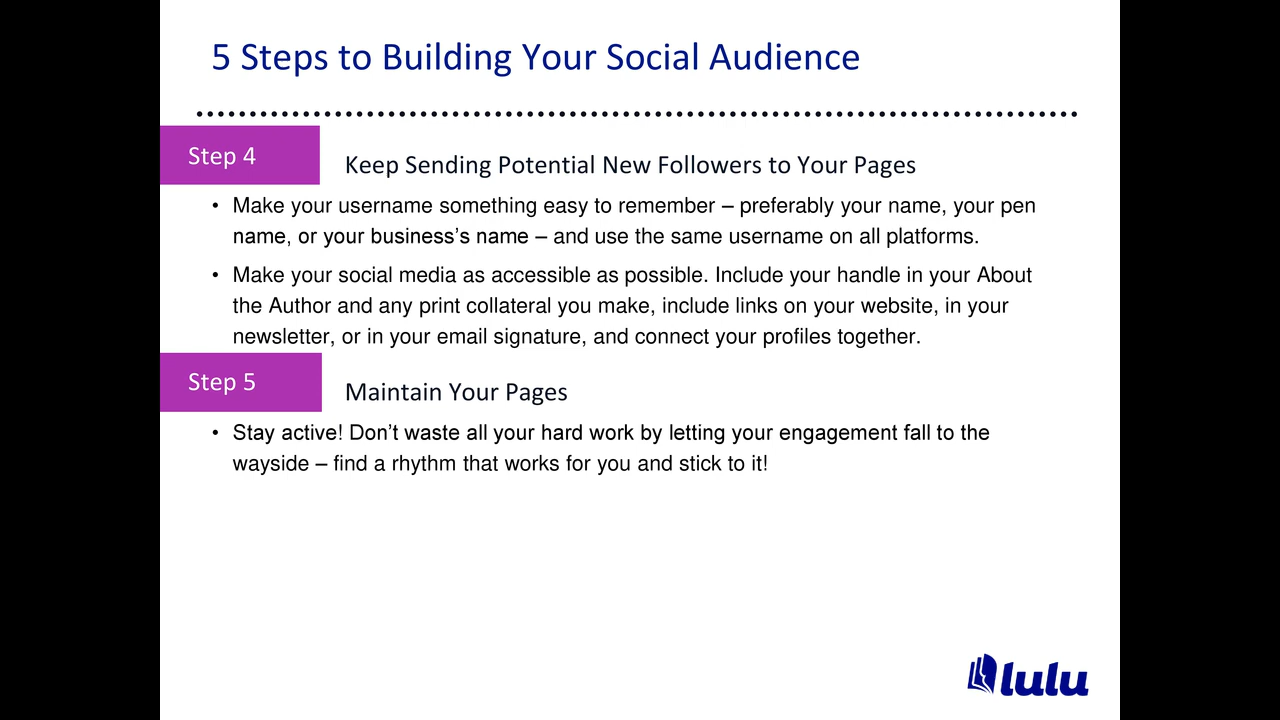 5 Steps to Building Your Social Audience
Step 4
Keep Sending Potential New Followers to Your Pages
• Make your username something easy to remember – preferably your name, your pen
name, or your business’s name – and use the same username on all platforms.
• Make your social media as accessible as possible. Include your handle in your About
the Author and any print collateral you make, include links on your website, in your
newsletter, or in your email signature, and connect your profiles together.
Step 5
Maintain Your Pages
• Stay active! Don’t waste all your hard work by letting your engagement fall to the
wayside – find a rhythm that works for you and stick to it!
lulu